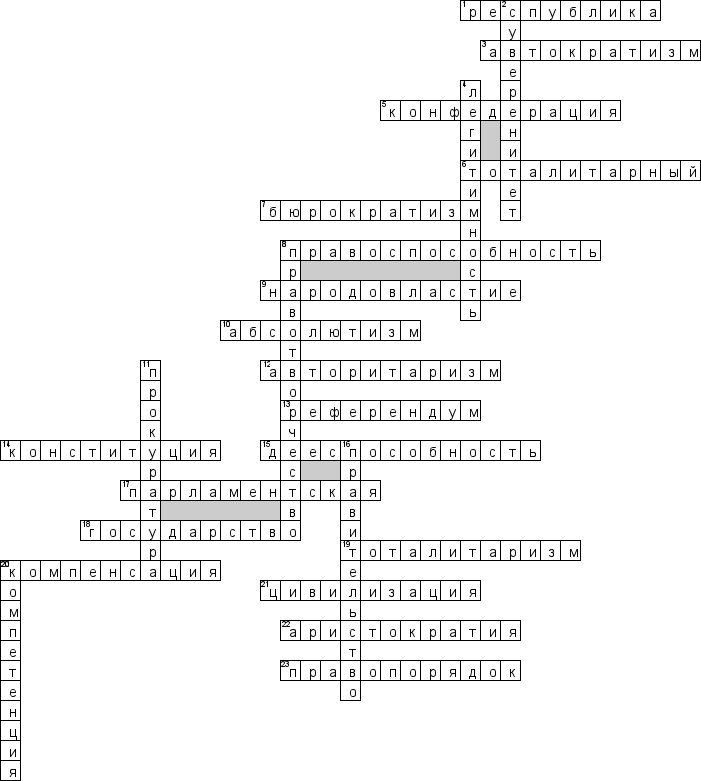 1 республика
2 суверенитет
3 автократизм
4 легитимность
5 конфедерация
6 тоталитарный
7 бюрократизм
8 правоспособность
правотворчество
9 народовластие
10 абсолютизм
11 прокуратура
12 авторитаризм
13 референдум
14 конституция
15 дееспособность
16 правительство
17 парламентская
18 государство
19 тоталитаризм
20 компенсация
компетенция
21 цивилизация
22 аристократия
23 правопорядок